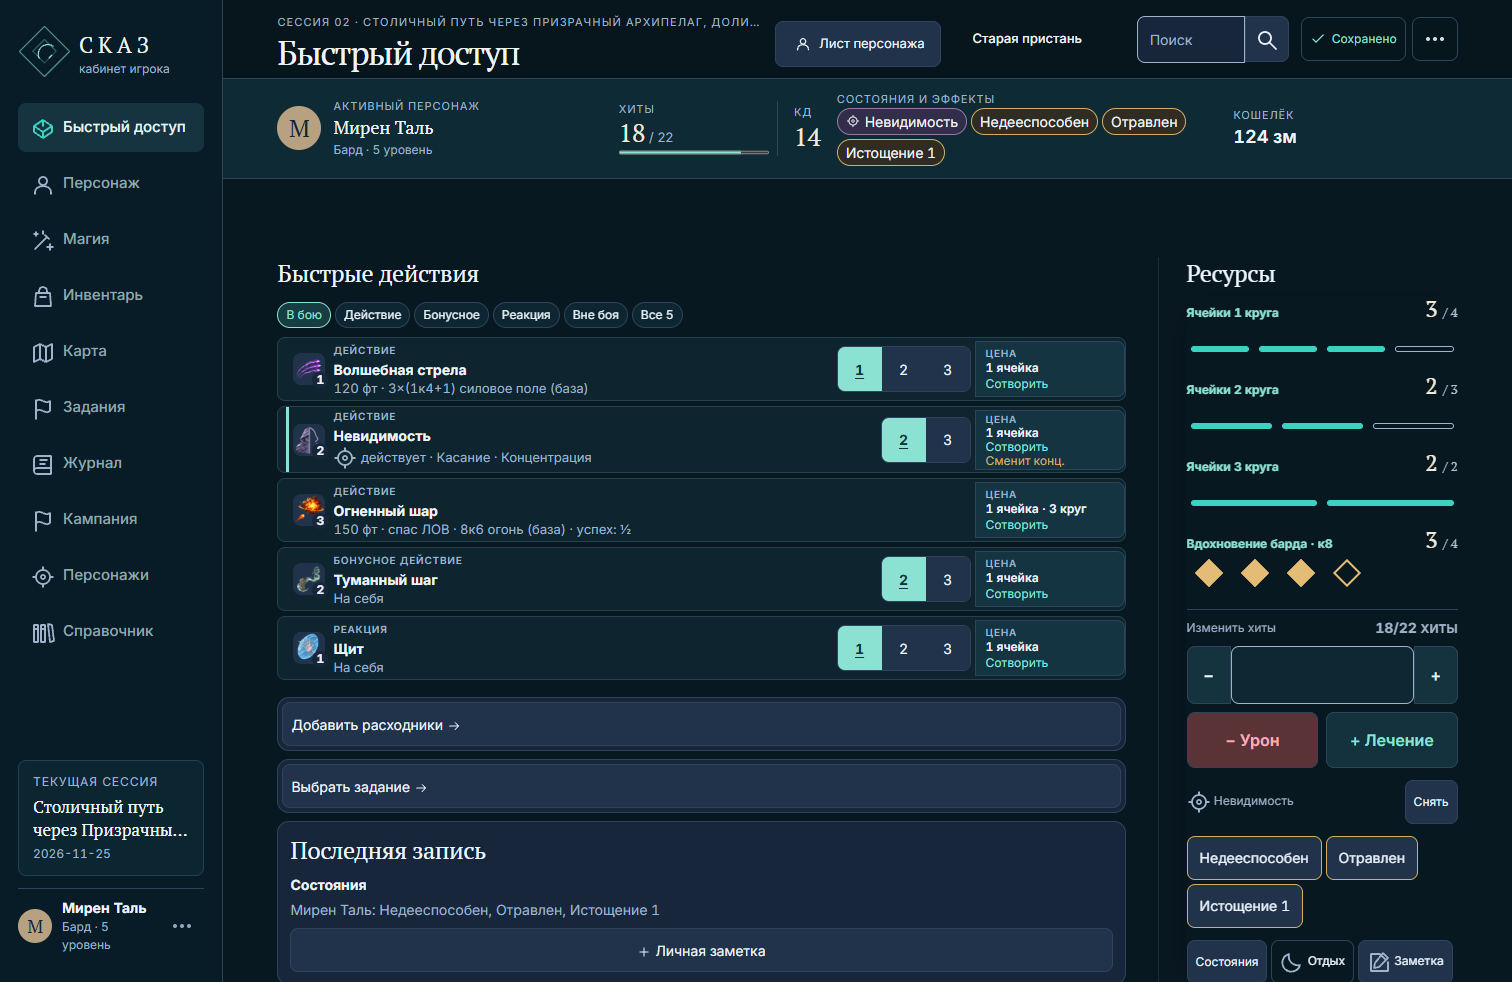 СКАЗ
кабинет игрока
Быстрый доступ
Персонаж
Магия
Инвентарь
Карта
Задания
Журнал
Кампания
Персонажи
Справочник
ТЕКУЩАЯ СЕССИЯ
Столичный путь
через Призрачны...
2026-11-25
М
Мирен Таль
Бард · 5
уровень
СЕССИЯ 02 · СТОЛИЧНЫЙ ПУТЬ ЧЕРЕЗ ПРИЗРАЧНЫЙ АРХИПЕЛАГ, ДОЛИ...
Быстрый доступ
Лист персонажа
Старая пристань
Поиск
Сохранено
М
АКТИВНЫЙ ПЕРСОНАЖ
Мирен Таль
Бард · 5 уровень
ХИТЫ
18 / 22
КД
14
СОСТОЯНИЯ И ЭФФЕКТЫ
Невидимость
Недееспособен
Отравлен
Истощение 1
КОШЕЛЁК
124 зм
Быстрые действия
В бою
Действие
Бонусное
Реакция
Вне боя
Все 5
1
ДЕЙСТВИЕ
Волшебная стрела
120 фт · 3×(1к4+1) силовое поле (база)
1 2 3
ЦЕНА
1 ячейка
Сотворить
2
ДЕЙСТВИЕ
Невидимость
действует · Касание · Концентрация
2 3
ЦЕНА
1 ячейка
Сотворить
Сменит конц.
3
ДЕЙСТВИЕ
Огненный шар
150 фт · спас ЛОВ · 8к6 огонь (база) · успех: ½
ЦЕНА
1 ячейка · 3 круг
Сотворить
2
БОНУСНОЕ ДЕЙСТВИЕ
Туманный шаг
На себя
2 3
ЦЕНА
1 ячейка
Сотворить
1
РЕАКЦИЯ
Щит
На себя
1 2 3
ЦЕНА
1 ячейка
Сотворить
Добавить расходники →
Выбрать задание →
Последняя запись
Состояния
Мирен Таль: Недееспособен, Отравлен, Истощение 1
+ Личная заметка
Ресурсы
Ячейки 1 круга 3 / 4
Ячейки 2 круга 2 / 3
Ячейки 3 круга 2 / 2
Вдохновение барда · к8 3 / 4
Изменить хиты 18/22 хиты
− +
− Урон
+ Лечение
Невидимость
Снять
Недееспособен
Отравлен
Истощение 1
Состояния
Отдых
Заметка